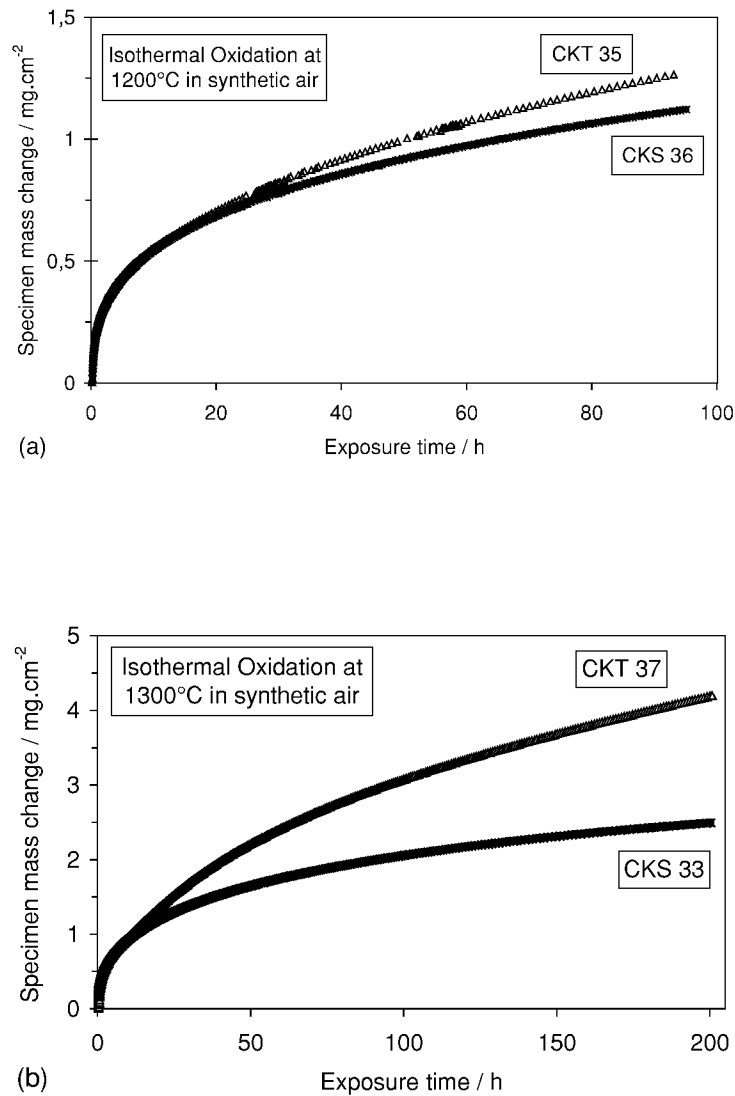 1,5
Isothermal Oxidation at
1200°C in synthetic air
CKT 35
1
CKS 36
0,5
0
0 20 40 60 80 100
Specimen mass change / mg.cm-2
Exposure time / h
(a)
5
Isothermal Oxidation at
1300°C in synthetic air
CKT 37
4
3
2
CKS 33
1
0
0 50 100 150 200
Specimen mass change / mg.cm-2
Exposure time / h
(b)